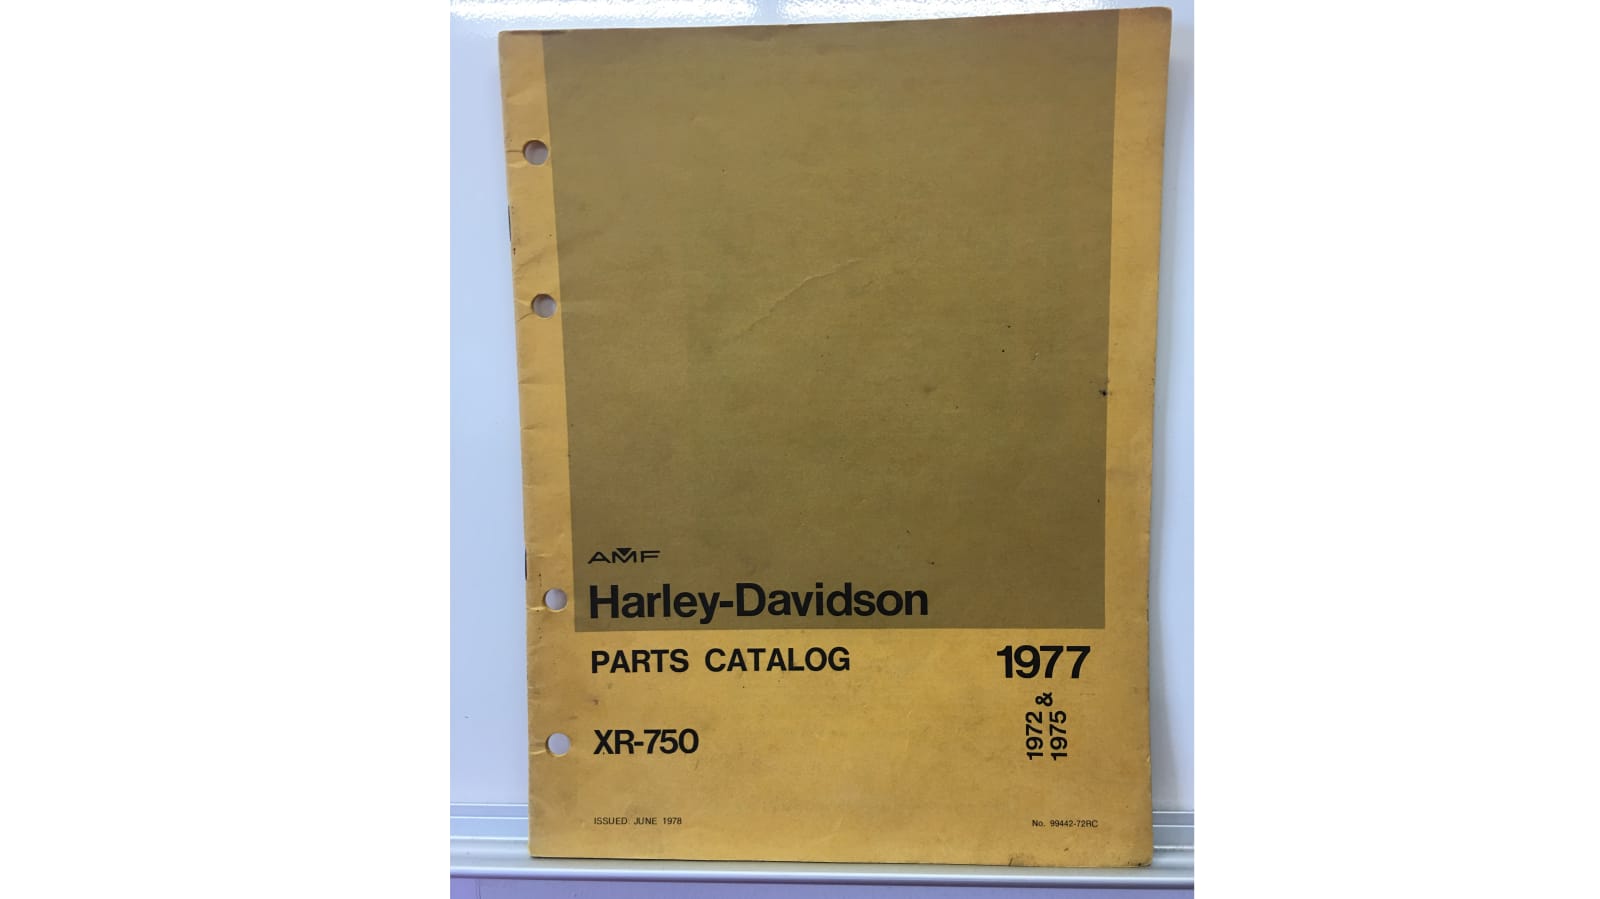 AMF
Harley-Davidson
PARTS CATALOG
1977
1972 &
1975
XR-750
ISSUED JUNE 1978
No. 99442-72RC